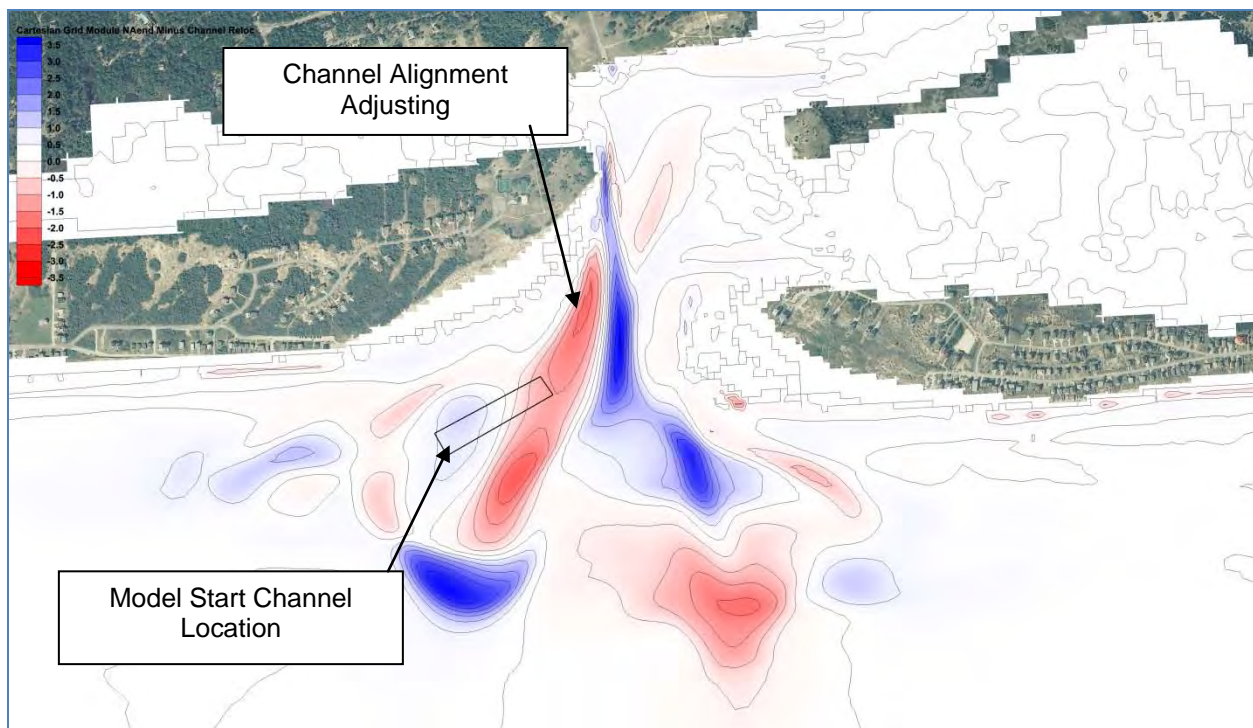 Cartesian Grid Module NAend Minus Channel Reloc
3.5
3.0
2.5
2.0
1.5
1.0
0.0
-0.5
-1.0
-1.5
-2.0
-2.5
-3.0
-3.5
Channel Alignment
Adjusting
Model Start Channel
Location